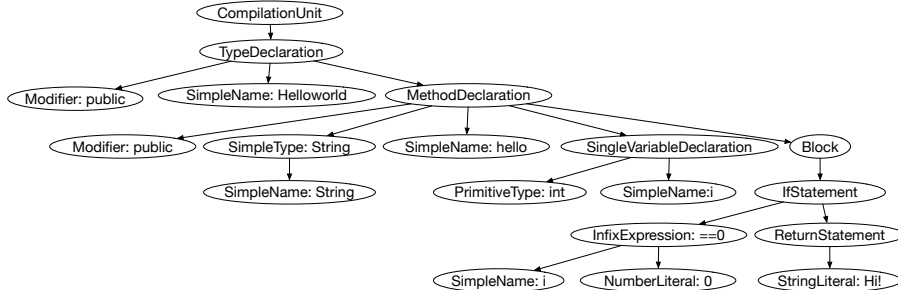 CompilationUnit
TypeDeclaration
Modifier: public
SimpleName: Helloworld
MethodDeclaration
Modifier: public
SimpleType: String
SimpleName: hello
SingleVariableDeclaration
Block
SimpleName: String
PrimitiveType: int
SimpleName:i
IfStatement
InfixExpression: ==0
ReturnStatement
SimpleName: i
NumberLiteral: 0
StringLiteral: Hi!